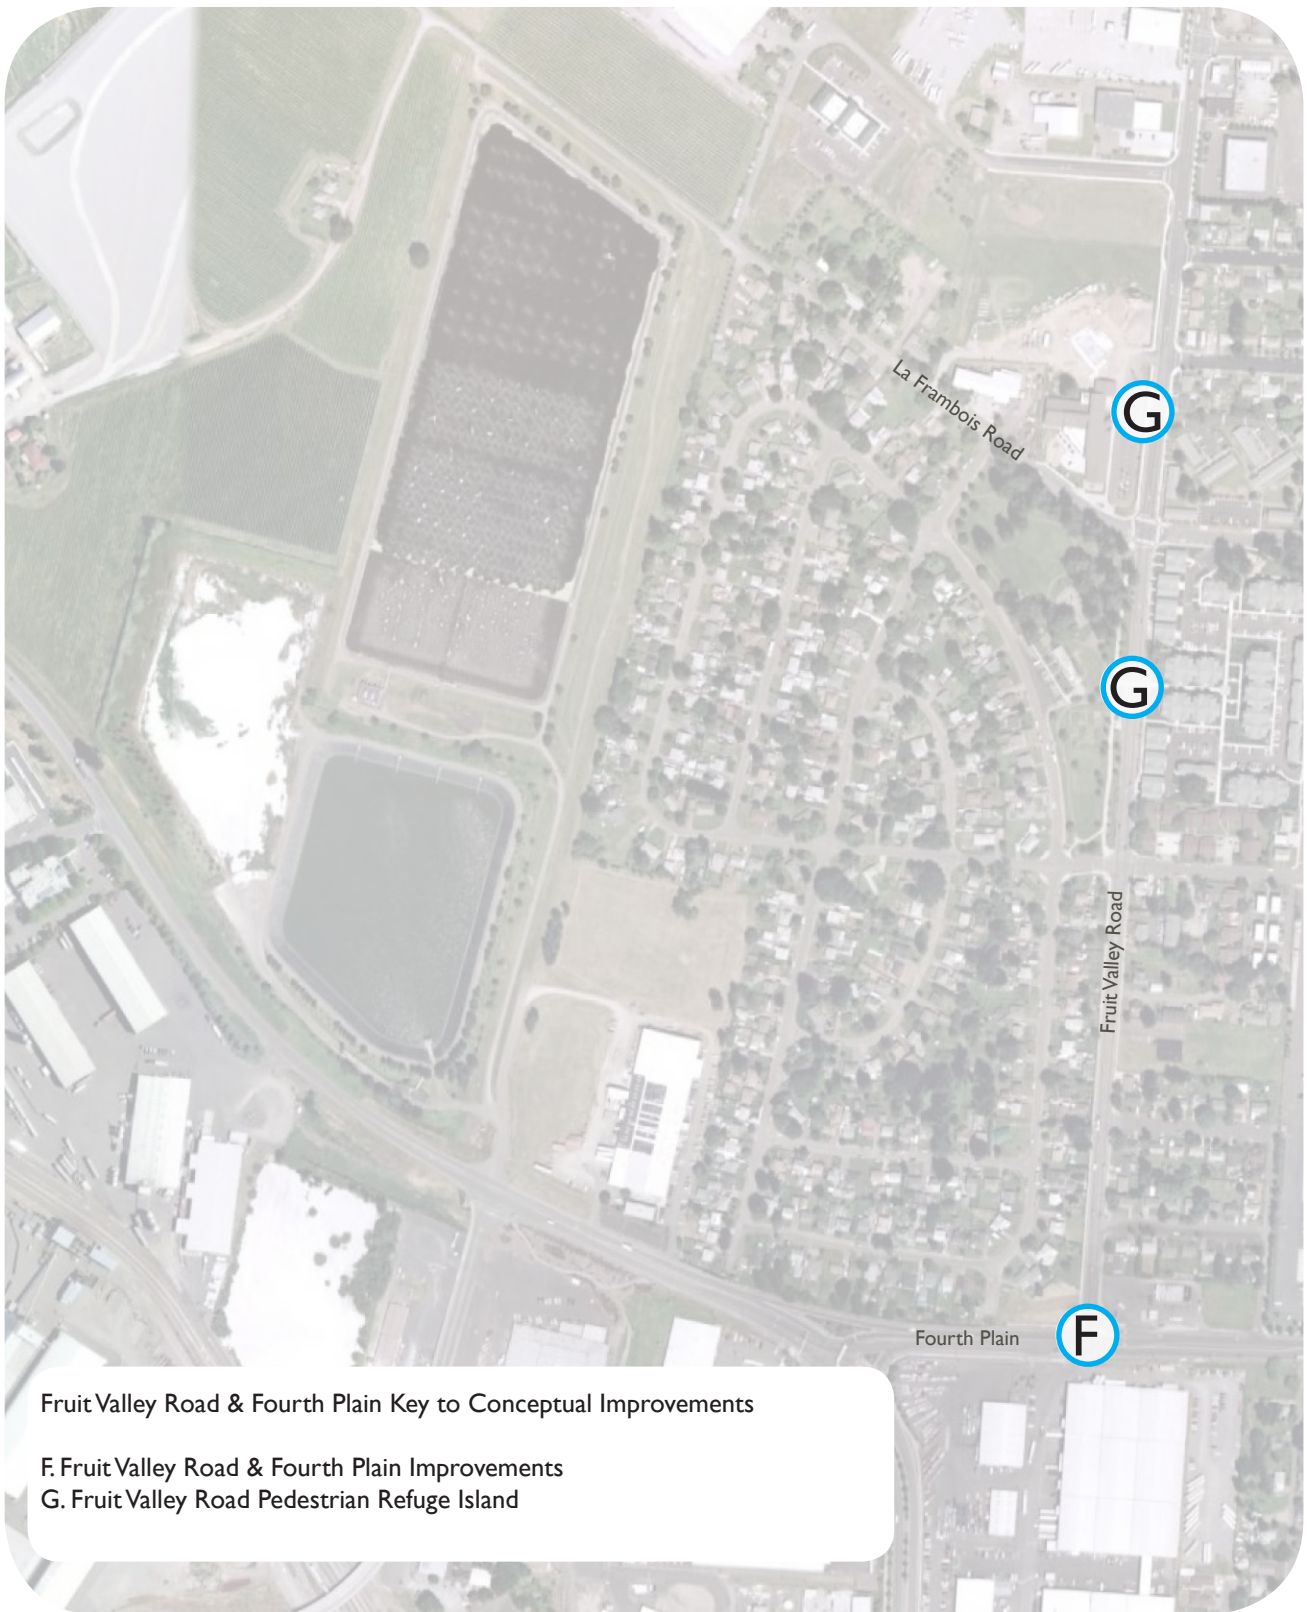 La Frambois Road
G
G
Fruit Valley Road
Fourth Plain
F
Fruit Valley Road & Fourth Plain Key to Conceptual Improvements
F. Fruit Valley Road & Fourth Plain Improvements
G. Fruit Valley Road Pedestrian Refuge Island